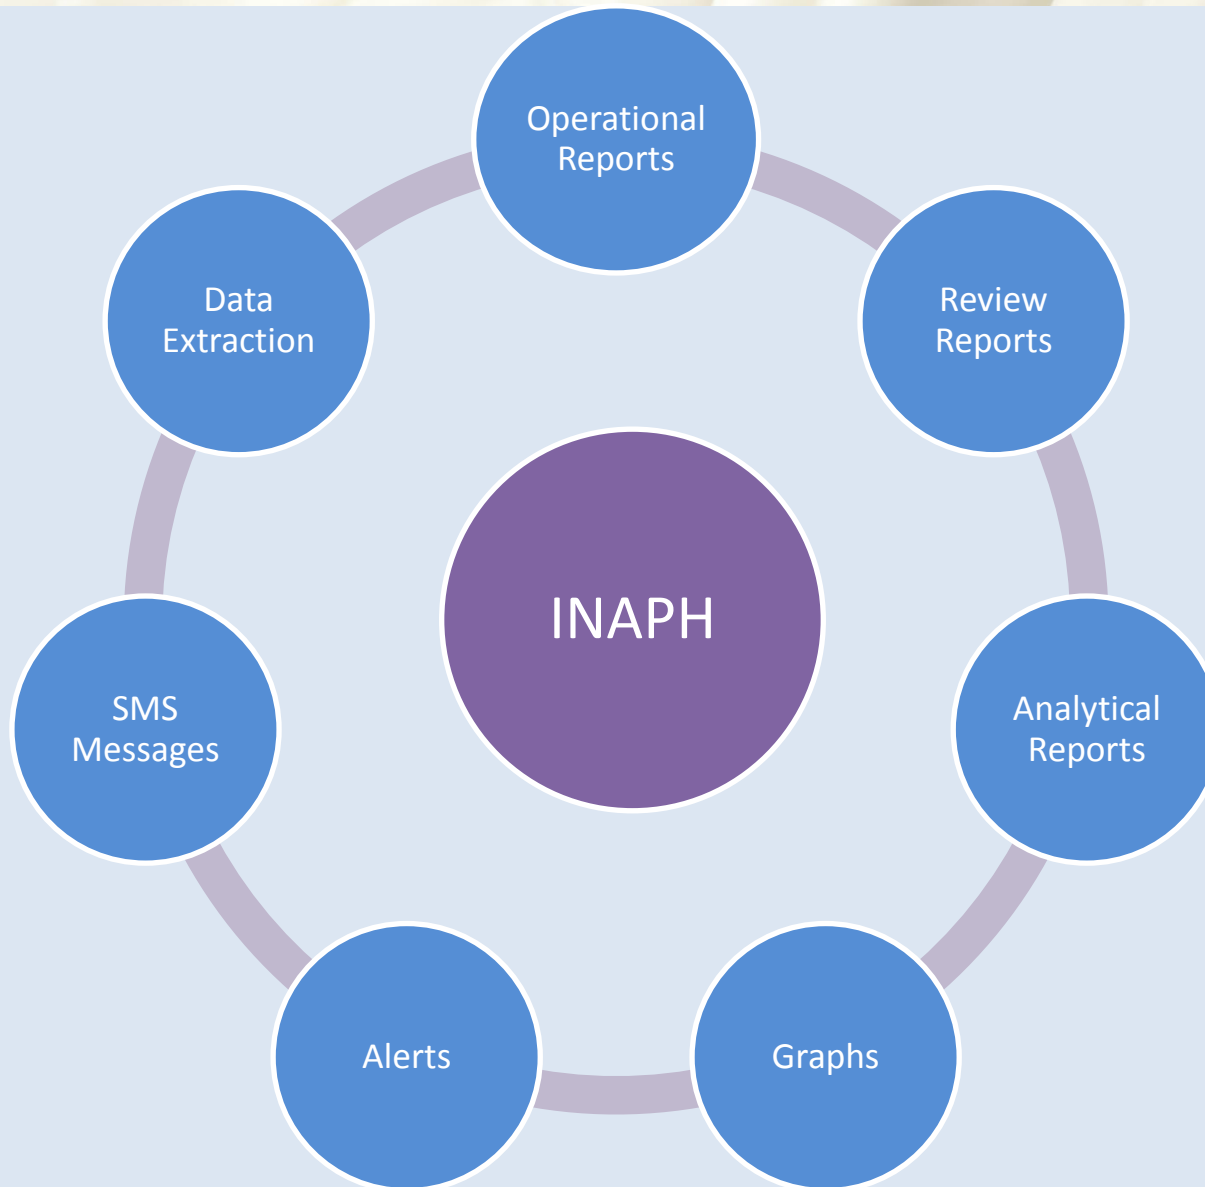 Operational
Reports
Review
Reports
Analytical
Reports
Graphs
Alerts
SMS
Messages
Data
Extraction
INAPH